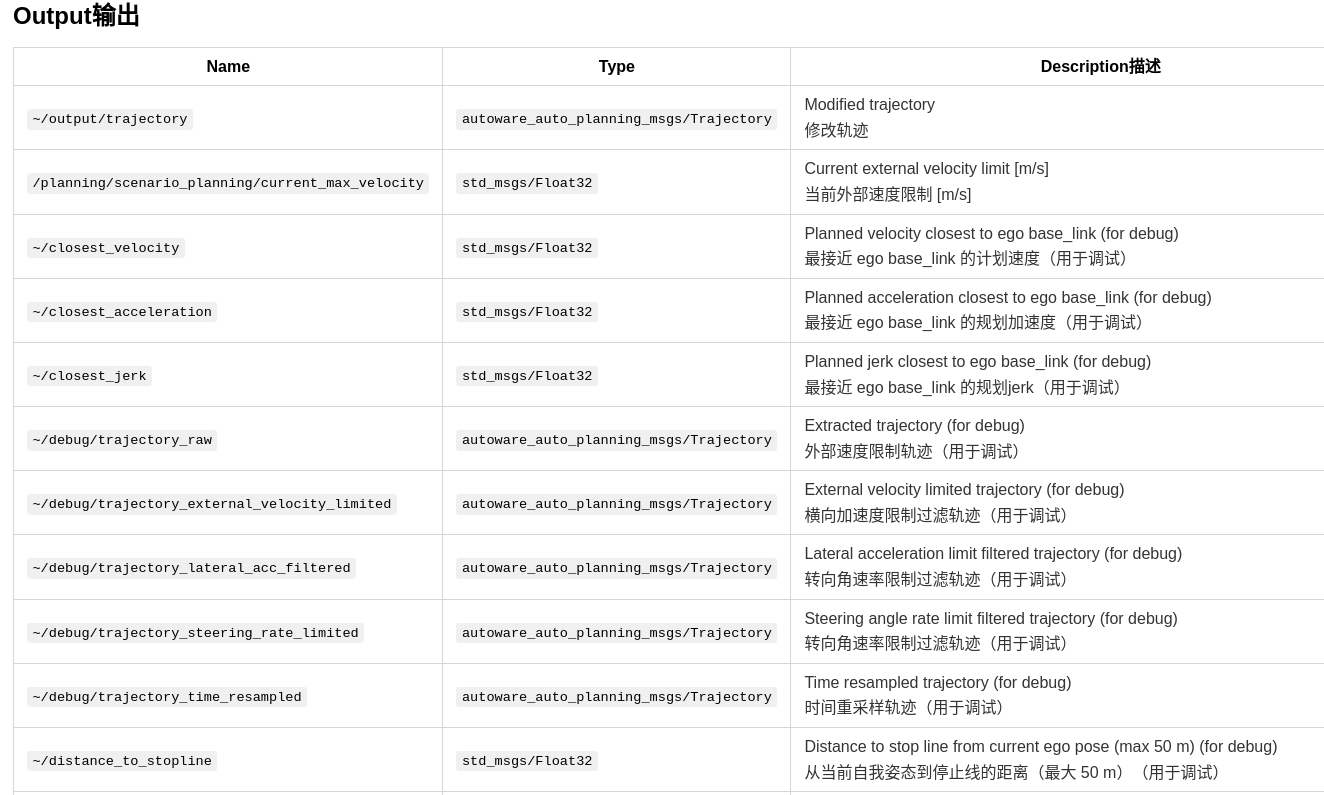 Output输出
Name Type Description描述
~/output/trajectory autoware_auto_planning_msgs/Trajectory Modified trajectory
修改轨迹
/planning/scenario_planning/current_max_velocity std_msgs/Float32 Current external velocity limit [m/s]
当前外部速度限制 [m/s]
~/closest_velocity std_msgs/Float32 Planned velocity closest to ego base_link (for debug)
最接近 ego base_link 的计划速度（用于调试）
~/closest_acceleration std_msgs/Float32 Planned acceleration closest to ego base_link (for debug)
最接近 ego base_link 的规划加速度（用于调试）
~/closest_jerk std_msgs/Float32 Planned jerk closest to ego base_link (for debug)
最接近 ego base_link 的规划jerk（用于调试）
~/debug/trajectory_raw autoware_auto_planning_msgs/Trajectory Extracted trajectory (for debug)
外部速度限制轨迹（用于调试）
~/debug/trajectory_external_velocity_limited autoware_auto_planning_msgs/Trajectory External velocity limited trajectory (for debug)
横向加速度限制过滤轨迹（用于调试）
~/debug/trajectory_lateral_acc_filtered autoware_auto_planning_msgs/Trajectory Lateral acceleration limit filtered trajectory (for debug)
转向角速率限制过滤轨迹（用于调试）
~/debug/trajectory_steering_rate_limited autoware_auto_planning_msgs/Trajectory Steering angle rate limit filtered trajectory (for debug)
转向角速率限制过滤轨迹（用于调试）
~/debug/trajectory_time_resampled autoware_auto_planning_msgs/Trajectory Time resampled trajectory (for debug)
时间重采样轨迹（用于调试）
~/distance_to_stopline std_msgs/Float32 Distance to stop line from current ego pose (max 50 m) (for debug)
从当前自我姿态到停止线的距离（最大 50 m）（用于调试）